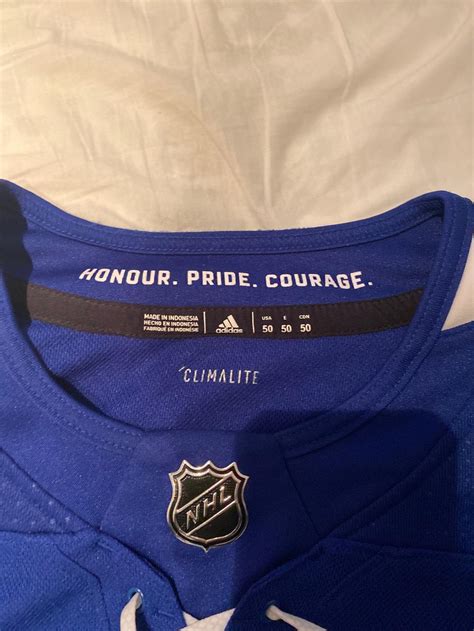 HONOUR. PRIDE. COURAGE.
MADE IN INDONESIA
HECHO EN INDONESIA
FABRIQUÉ EN INDONESIE
adidas
USA E CDN
50 50 50
CLIMALITE
NHL